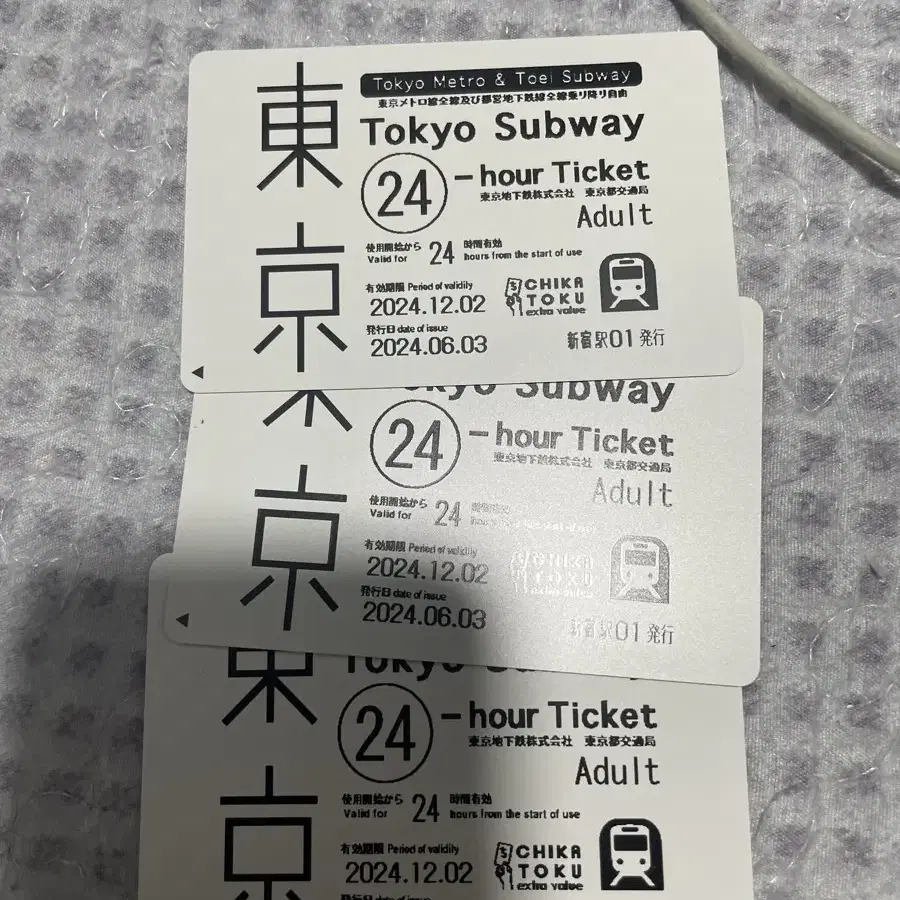 東京
Tokyo Metro & Toei Subway
東京メトロ線全線及び都営地下鉄線全線乗り降り自由
Tokyo Subway
24-hour Ticket
東京地下鉄株式会社 東京都交通局
Adult
使用開始から 24 時間有効
Valid for hours from the start of use
有効期限 Period of validity
2024.12.02
CHIKA
TOKU
extra value
発行日 date of issue
2024.06.03
新宿駅01発行
京
Tokyo Subway
24-hour Ticket
東京地下鉄株式会社 東京都交通局
Adult
使用開始から 24
Valid for
有効期限 Period of validity
2024.12.02
TOKU
発行日 date of issue
2024.06.03
新宿駅01発行
東京
24-hour Ticket
東京地下鉄株式会社 東京都交通局
Adult
使用開始から 24 時間有効
Valid for hours from the start of use
有効期限 Period of validity
2024.12.02
CHIKA
TOKU
extra value